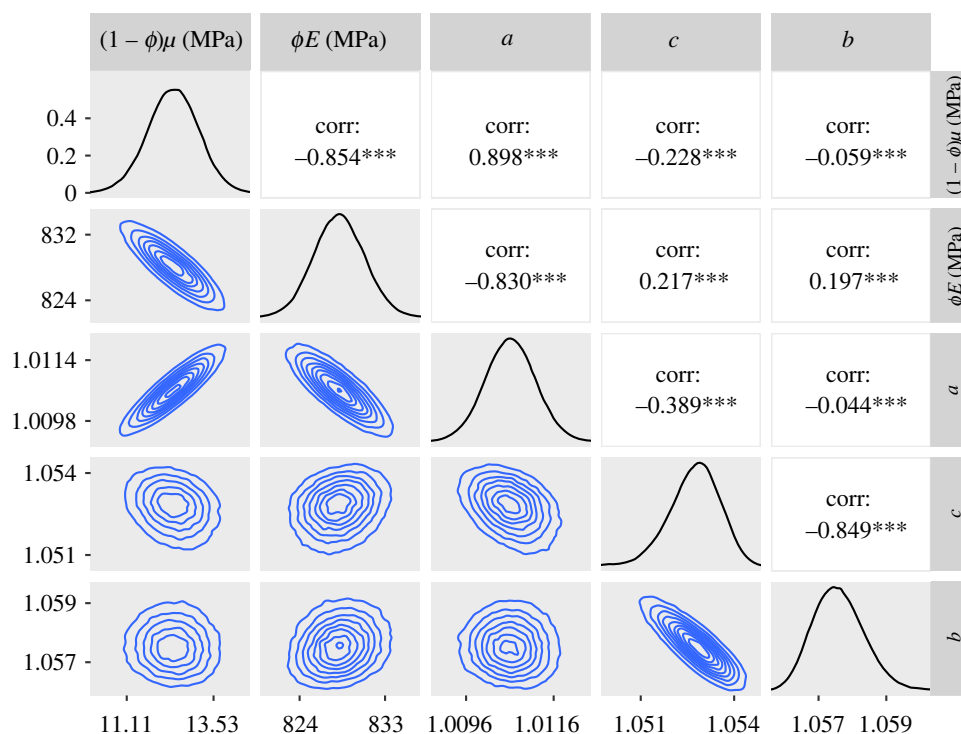 (1 – ϕ)μ (MPa) ϕE (MPa) a c b
0.4
0.2
0
corr:
–0.854***
corr:
0.898***
corr:
–0.228***
corr:
–0.059***
(1 – ϕ)μ (MPa)
832
824
corr:
–0.830***
corr:
0.217***
corr:
0.197***
ϕE (MPa)
1.0114
1.0098
corr:
–0.389***
corr:
–0.044***
a
1.054
1.051
corr:
–0.849***
c
1.059
1.057
b
11.11 13.53 824 833 1.0096 1.0116 1.051 1.054 1.057 1.059